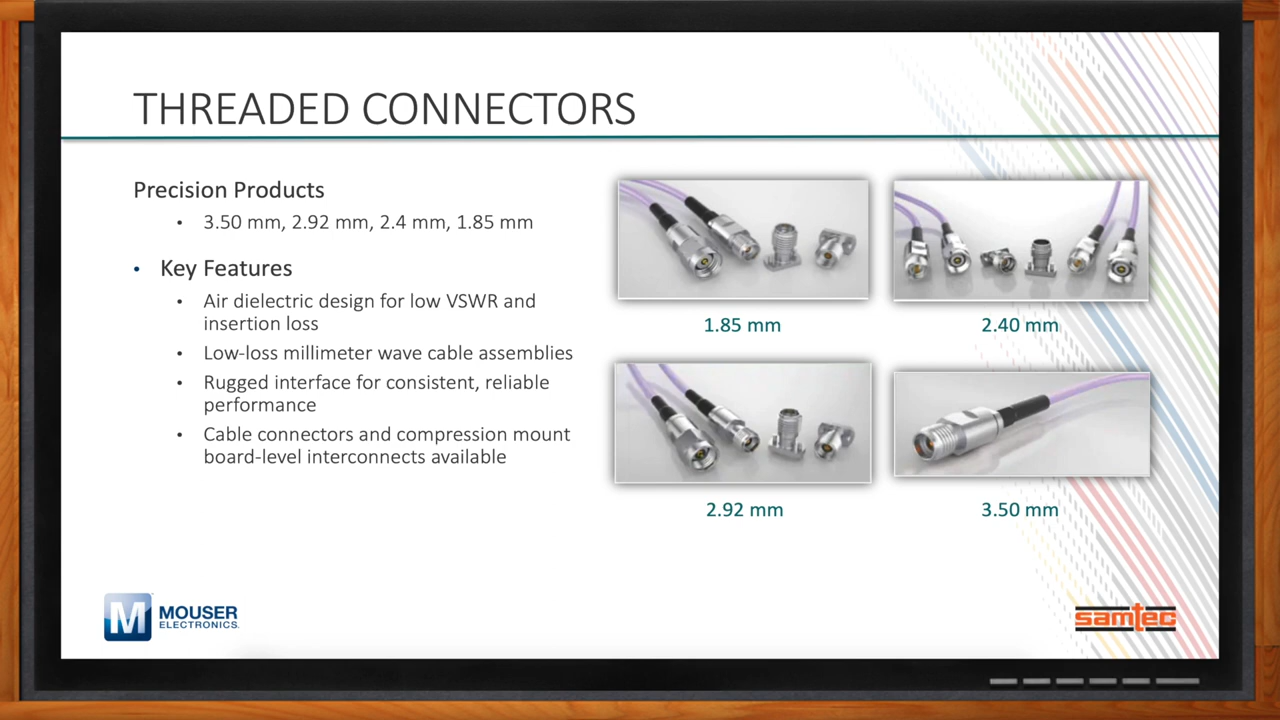 THREADED CONNECTORS
Precision Products
• 3.50 mm, 2.92 mm, 2.4 mm, 1.85 mm
• Key Features
• Air dielectric design for low VSWR and
insertion loss
• Low-loss millimeter wave cable assemblies
• Rugged interface for consistent, reliable
performance
• Cable connectors and compression mount
board-level interconnects available
1.85 mm
2.40 mm
2.92 mm
3.50 mm
M MOUSER
ELECTRONICS.
samtec